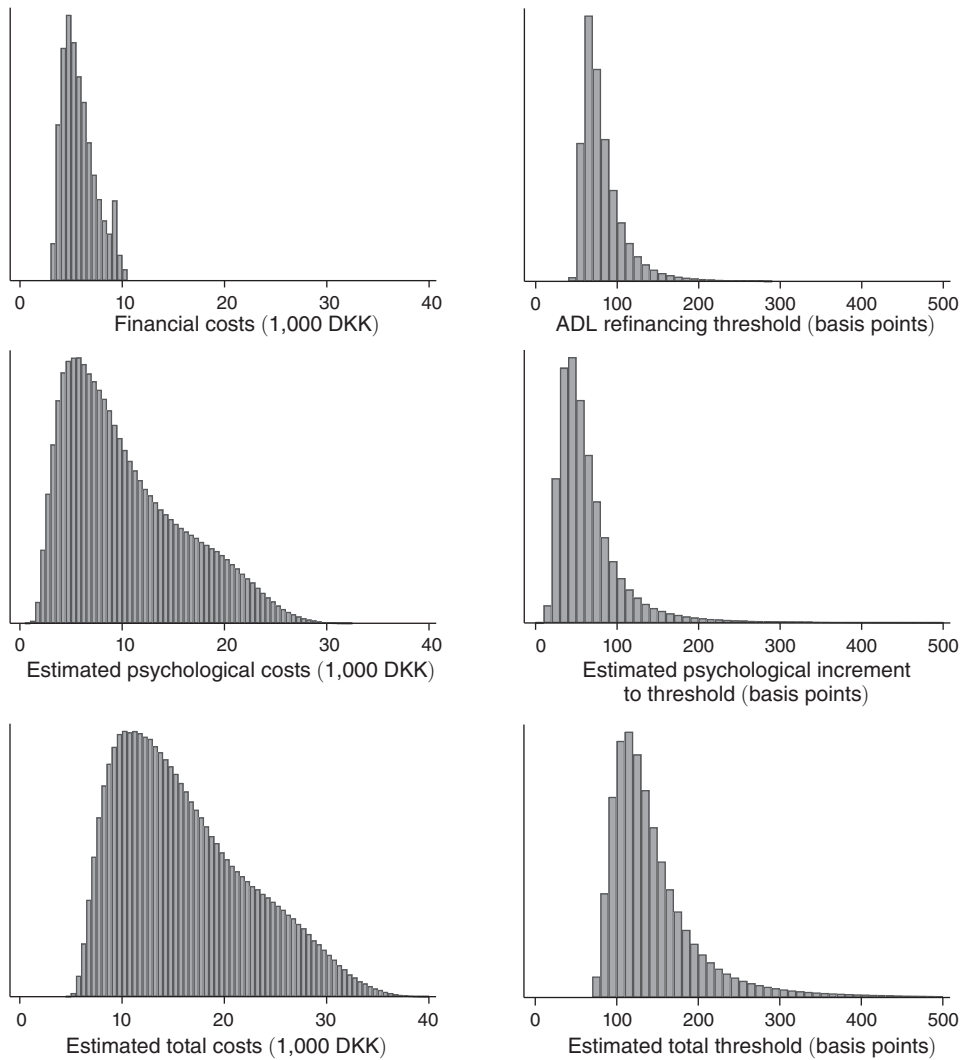 0 10 20 30 40
Financial costs (1,000 DKK)
0 100 200 300 400 500
ADL refinancing threshold (basis points)
0 10 20 30 40
Estimated psychological costs (1,000 DKK)
0 100 200 300 400 500
Estimated psychological increment
to threshold (basis points)
0 10 20 30 40
Estimated total costs (1,000 DKK)
0 100 200 300 400 500
Estimated total threshold (basis points)